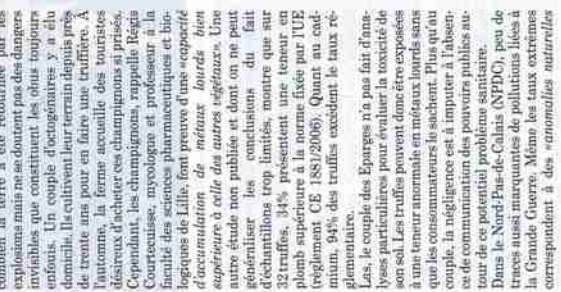 combien la terre a été retournée par les
explosions mais ne se doutent pas des dangers
invisibles que constituent les obus toujours
enfouis. Un couple d'octogénaires y a élu
domicile. Ils cultivent leur terrain depuis près
de trente ans pour en faire une truffière. À
l'automne, la ferme accueille des touristes
désireux d'acheter ces champignons si prisés.
Cependant, les champignons, rappelle Régis
Courtecuisse, mycologue et professeur à la
faculté des sciences pharmaceutiques et bio-
logiques de Lille, font preuve d'une «capacité
d'accumulation de métaux lourds bien
supérieure à celle des autres végétaux». Une
autre étude non publiée et dont on ne peut
généraliser les conclusions du fait
d'échantillons trop limités, montre que sur
32 truffes, 34% présentent une teneur en
plomb supérieure à la norme fixée par l'UE
(règlement CE 1881/2006). Quant au cad-
mium, 94% des truffes excèdent le taux ré-
glementaire.
Las, le couple des Eparges n'a pas fait d'ana-
lyses particulières pour évaluer la toxicité de
son sol. Les truffes peuvent donc être exposées
à une teneur anormale en métaux lourds sans
que les consommateurs le sachent. Plus qu'au
couple, la négligence est à imputer à l'absen-
ce de communication des pouvoirs publics au-
tour de ce potentiel problème sanitaire.
Dans le Nord-Pas-de-Calais (NPDC), peu de
traces aussi marquantes de pollutions liées à
la Grande Guerre. Même les taux extrêmes
correspondent à des «anomalies naturelles